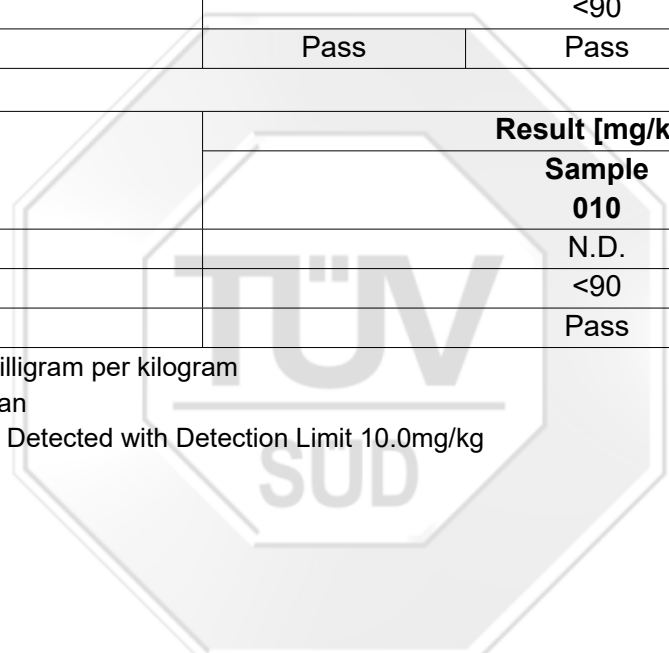 <90
Pass Pass
Result [mg/k
Sample
010
N.D.
<90
Pass
illigram per kilogram
an
Detected with Detection Limit 10.0mg/kg
TÜV
SÜD